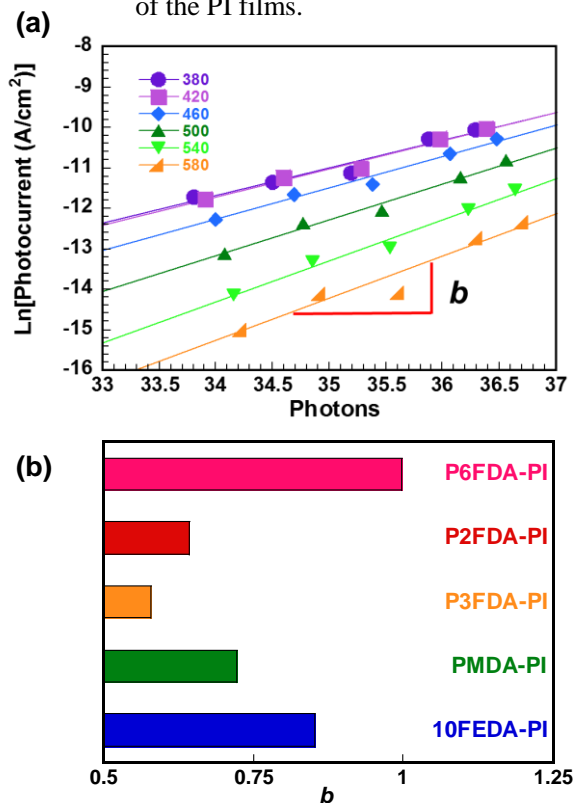 of the PI films.
(a)
Ln[Photocurrent (A/cm²)]
-8
-9
-10
-11
-12
-13
-14
-15
-16
380
420
460
500
540
580
b
33 33.5 34 34.5 35 35.5 36 36.5 37
Photons
(b)
P6FDA-PI
P2FDA-PI
P3FDA-PI
PMDA-PI
10FEDA-PI
0.5 0.75 1 1.25
b